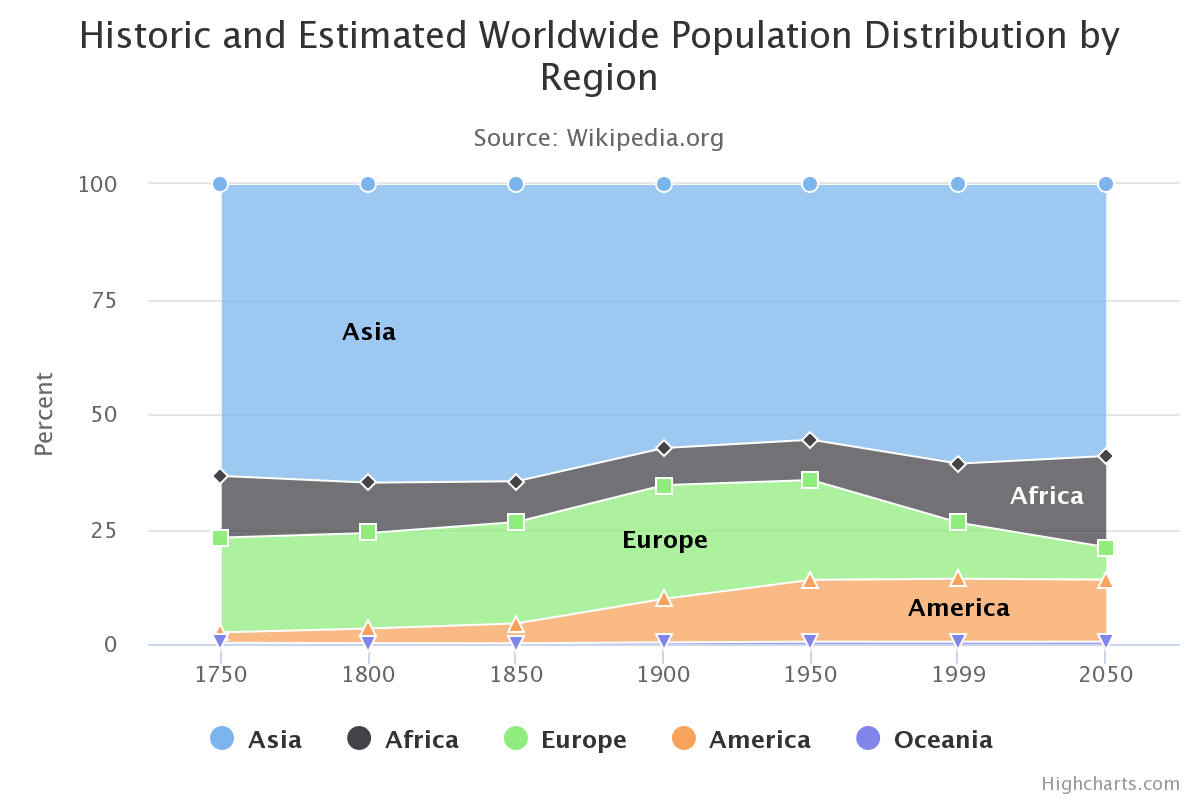 Historic and Estimated Worldwide Population Distribution by
Region
Source: Wikipedia.org
100
75
50
25
0
Percent
Asia
Africa
Europe
America
1750 1800 1850 1900 1950 1999 2050
Asia Africa Europe America Oceania
Highcharts.com